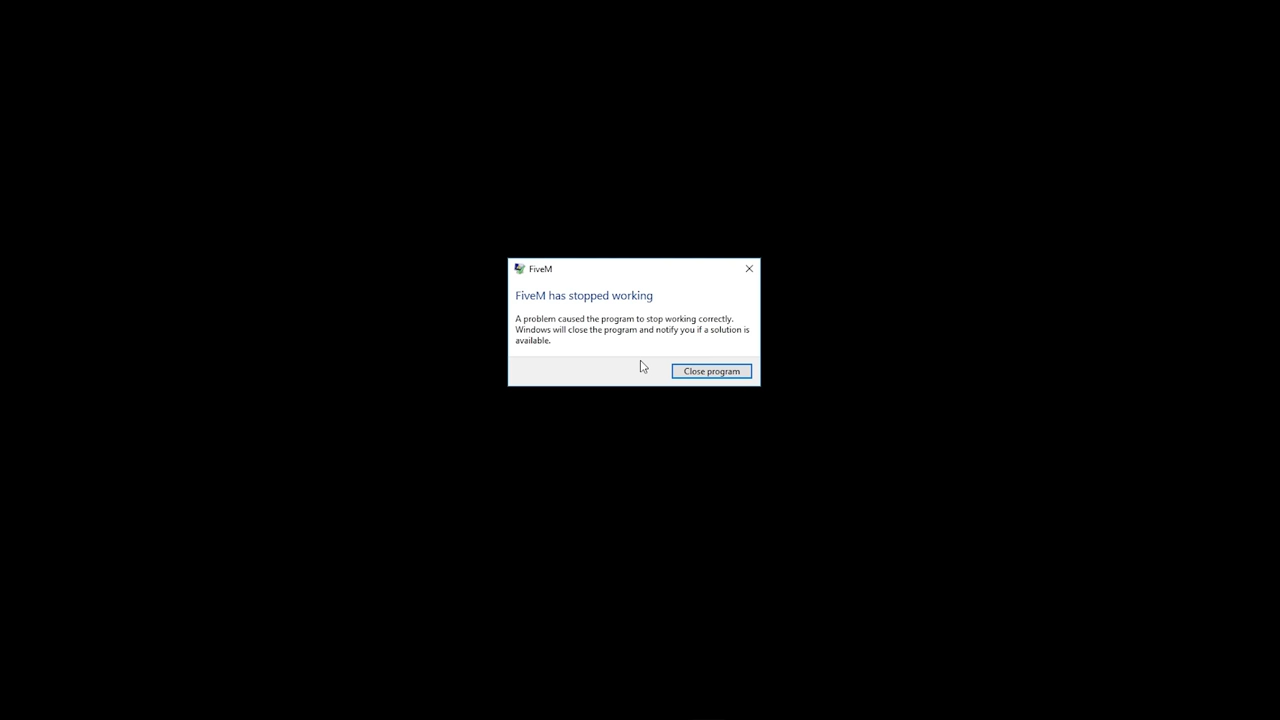 FiveM
FiveM has stopped working
A problem caused the program to stop working correctly.
Windows will close the program and notify you if a solution is
available.
Close program